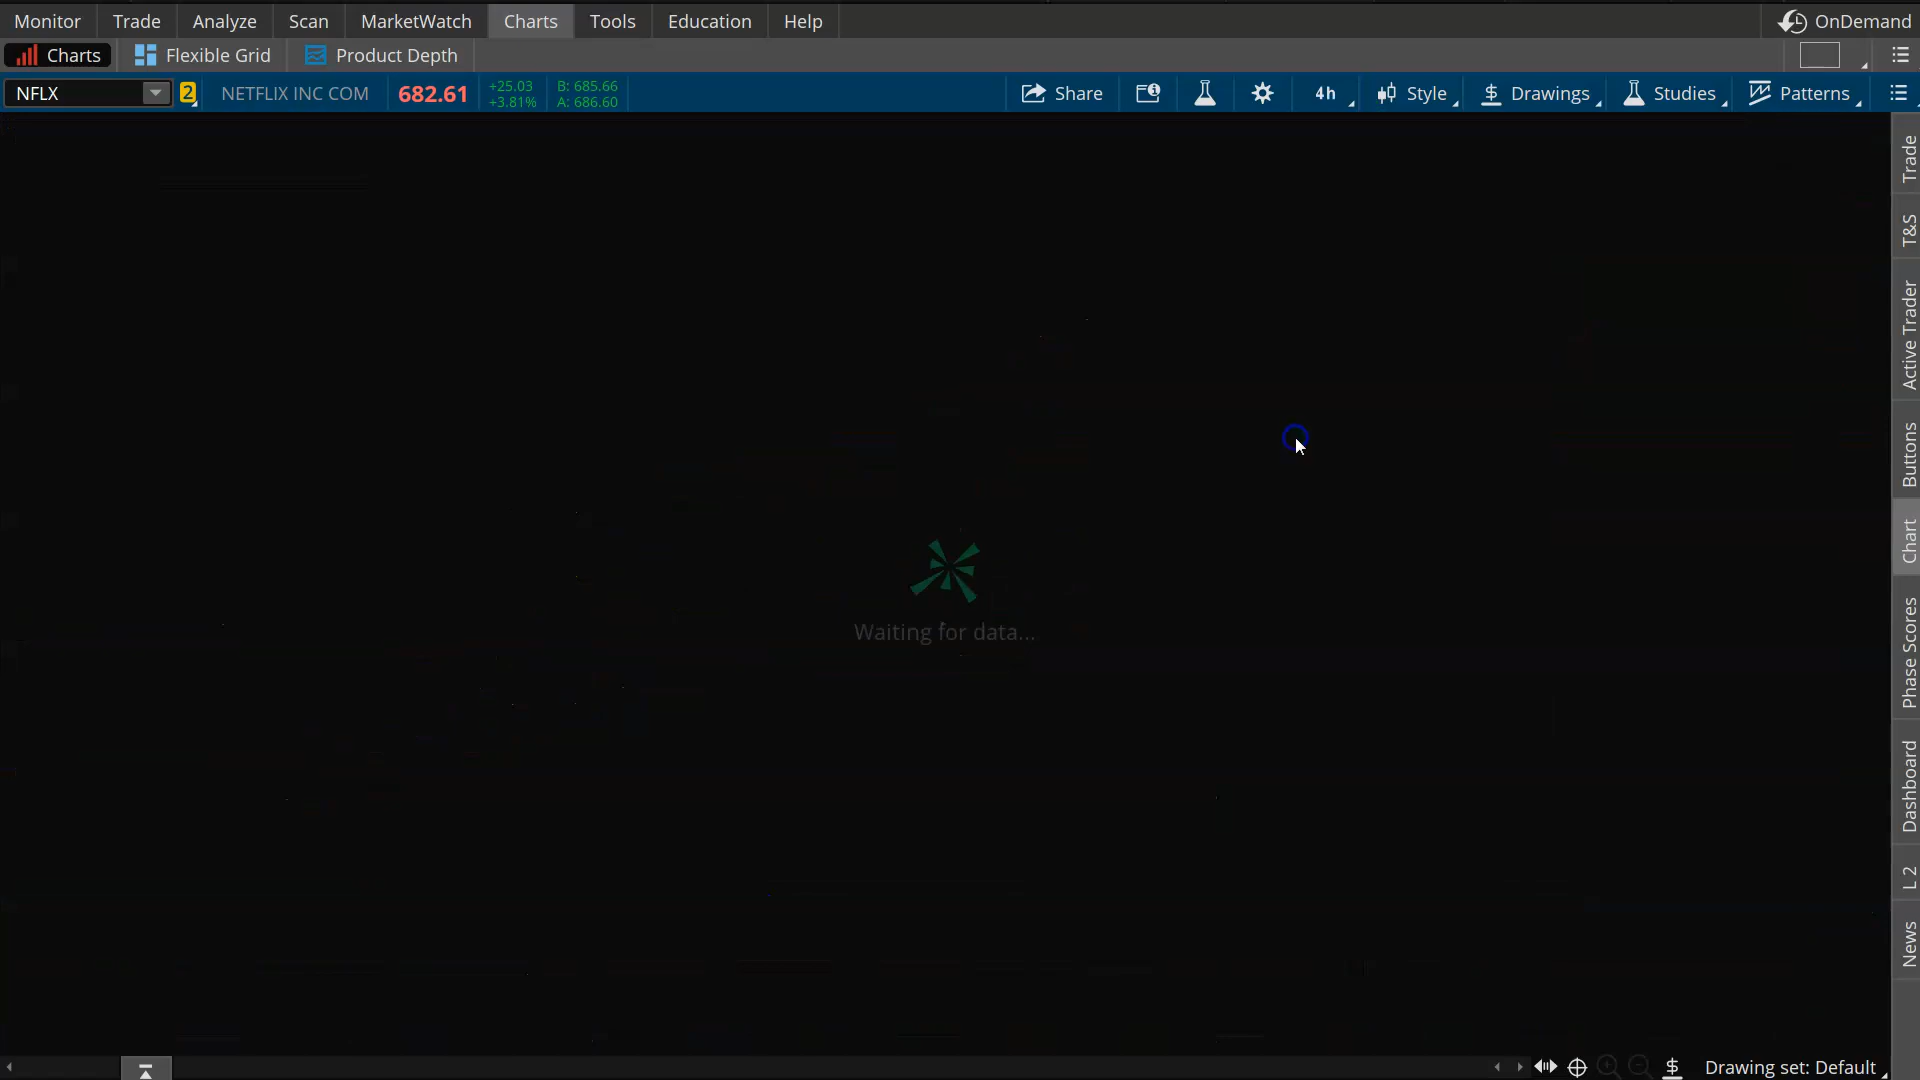 Monitor Trade Analyze Scan MarketWatch Charts Tools Education Help OnDemand
Charts Flexible Grid Product Depth
NFLX 2 NETFLIX INC COM 682.61 +25.03 B: 685.66 Share 4h Style Drawings Studies Patterns
+3.81% A: 686.60
Waiting for data...
Trade
T&S
Active Trader
Buttons
Chart
Phase Scores
Dashboard
L 2
News
Drawing set: Default